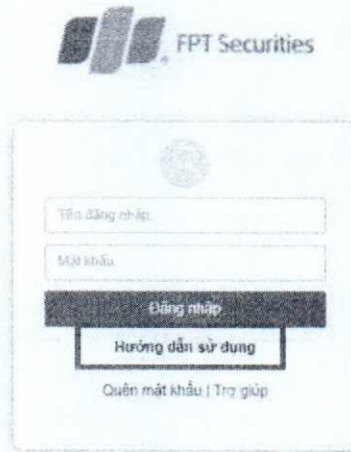 FPT Securities
Tên đăng nhập
Mật khẩu
Đăng nhập
Hướng dẫn sử dụng
Quên mật khẩu | Trợ giúp